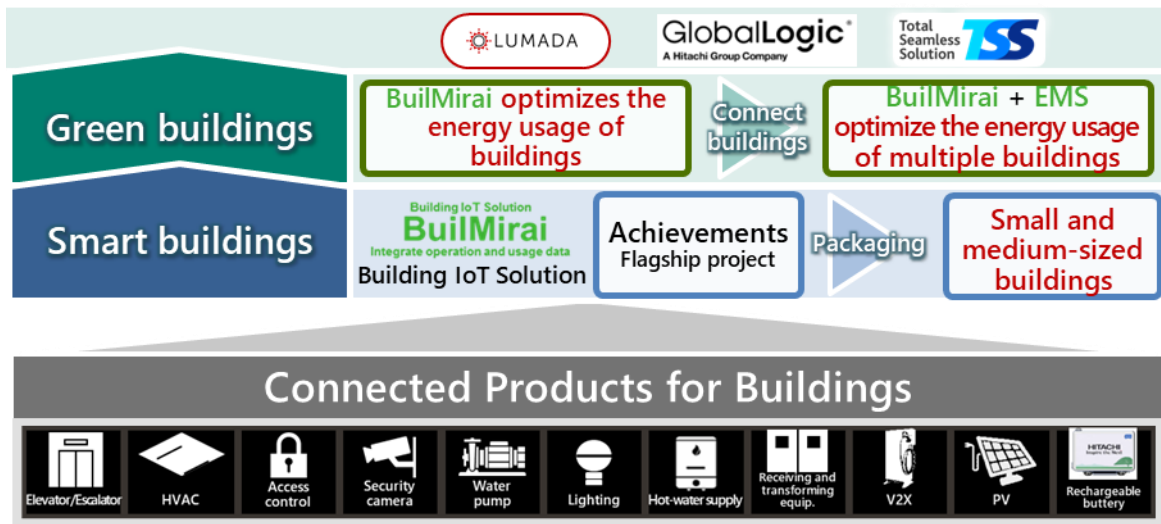 LUMADA
GlobalLogic®
A Hitachi Group Company
Total
Seamless
Solution
TSS
Green buildings
BuilMirai optimizes the
energy usage of
buildings
Connect
buildings
BuilMirai + EMS
optimize the energy usage
of multiple buildings
Smart buildings
Building IoT Solution
BuilMirai
Integrate operation and usage data
Building IoT Solution
Achievements
Flagship project
Packaging
Small and
medium-sized
buildings
Connected Products for Buildings
Elevator/Escalator
HVAC
Access
control
Security
camera
Water
pump
Lighting
Hot-water supply
Receiving and
transforming
equip.
V2X
PV
HITACHI
Inspire the Next
Rechargeable
buttery